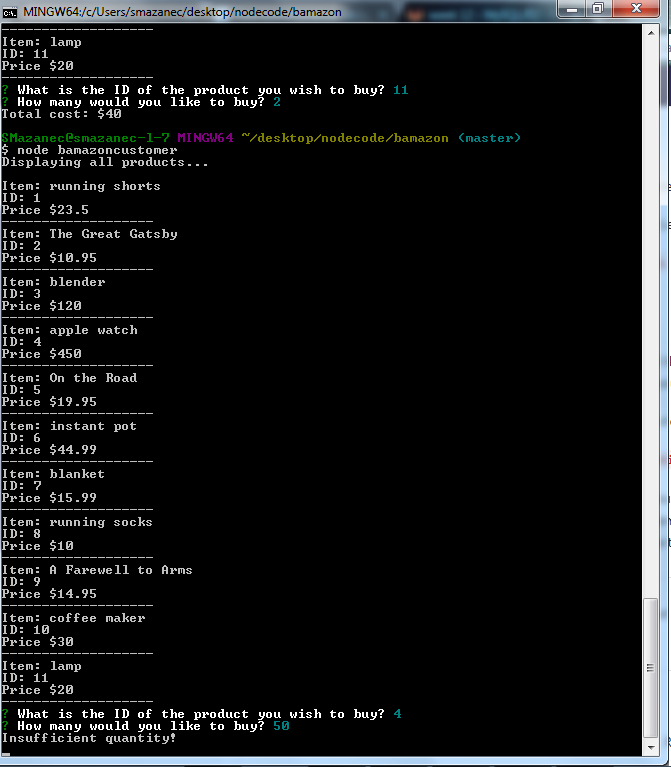 MINGW64:/c/Users/smazanec/desktop/nodecode/bamazon
--------------------
Item: lamp
ID: 11
Price $20
--------------------
? What is the ID of the product you wish to buy? 11
? How many would you like to buy? 2
Total cost: $40
SMazanec@smazanec-l-7 MINGW64 ~/desktop/nodecode/bamazon (master)
$ node bamazoncustomer
Displaying all products...
Item: running shorts
ID: 1
Price $23.5
--------------------
Item: The Great Gatsby
ID: 2
Price $10.95
--------------------
Item: blender
ID: 3
Price $120
--------------------
Item: apple watch
ID: 4
Price $450
--------------------
Item: On the Road
ID: 5
Price $19.95
--------------------
Item: instant pot
ID: 6
Price $44.99
--------------------
Item: blanket
ID: 7
Price $15.99
--------------------
Item: running socks
ID: 8
Price $10
--------------------
Item: A Farewell to Arms
ID: 9
Price $14.95
--------------------
Item: coffee maker
ID: 10
Price $30
--------------------
Item: lamp
ID: 11
Price $20
--------------------
? What is the ID of the product you wish to buy? 4
? How many would you like to buy? 50
Insufficient quantity!